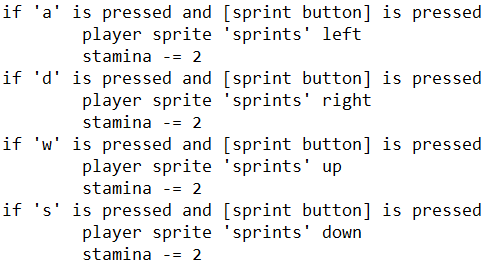 if 'a' is pressed and [sprint button] is pressed
        player sprite 'sprints' left
        stamina -= 2
if 'd' is pressed and [sprint button] is pressed
        player sprite 'sprints' right
        stamina -= 2
if 'w' is pressed and [sprint button] is pressed
        player sprite 'sprints' up
        stamina -= 2
if 's' is pressed and [sprint button] is pressed
        player sprite 'sprints' down
        stamina -= 2